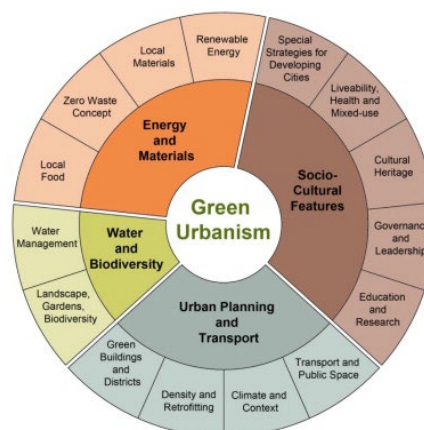 Green
Urbanism
Energy
and
Materials
Renewable
Energy
Local
Materials
Zero Waste
Concept
Local
Food
Socio-
Cultural
Features
Special
Strategies for
Developing
Cities
Liveability,
Health and
Mixed-use
Cultural
Heritage
Governance
and
Leadership
Education
and
Research
Urban Planning
and
Transport
Transport and
Public Space
Climate and
Context
Density and
Retrofitting
Green
Buildings and
Districts
Water
and
Biodiversity
Landscape,
Gardens,
Biodiversity
Water
Management